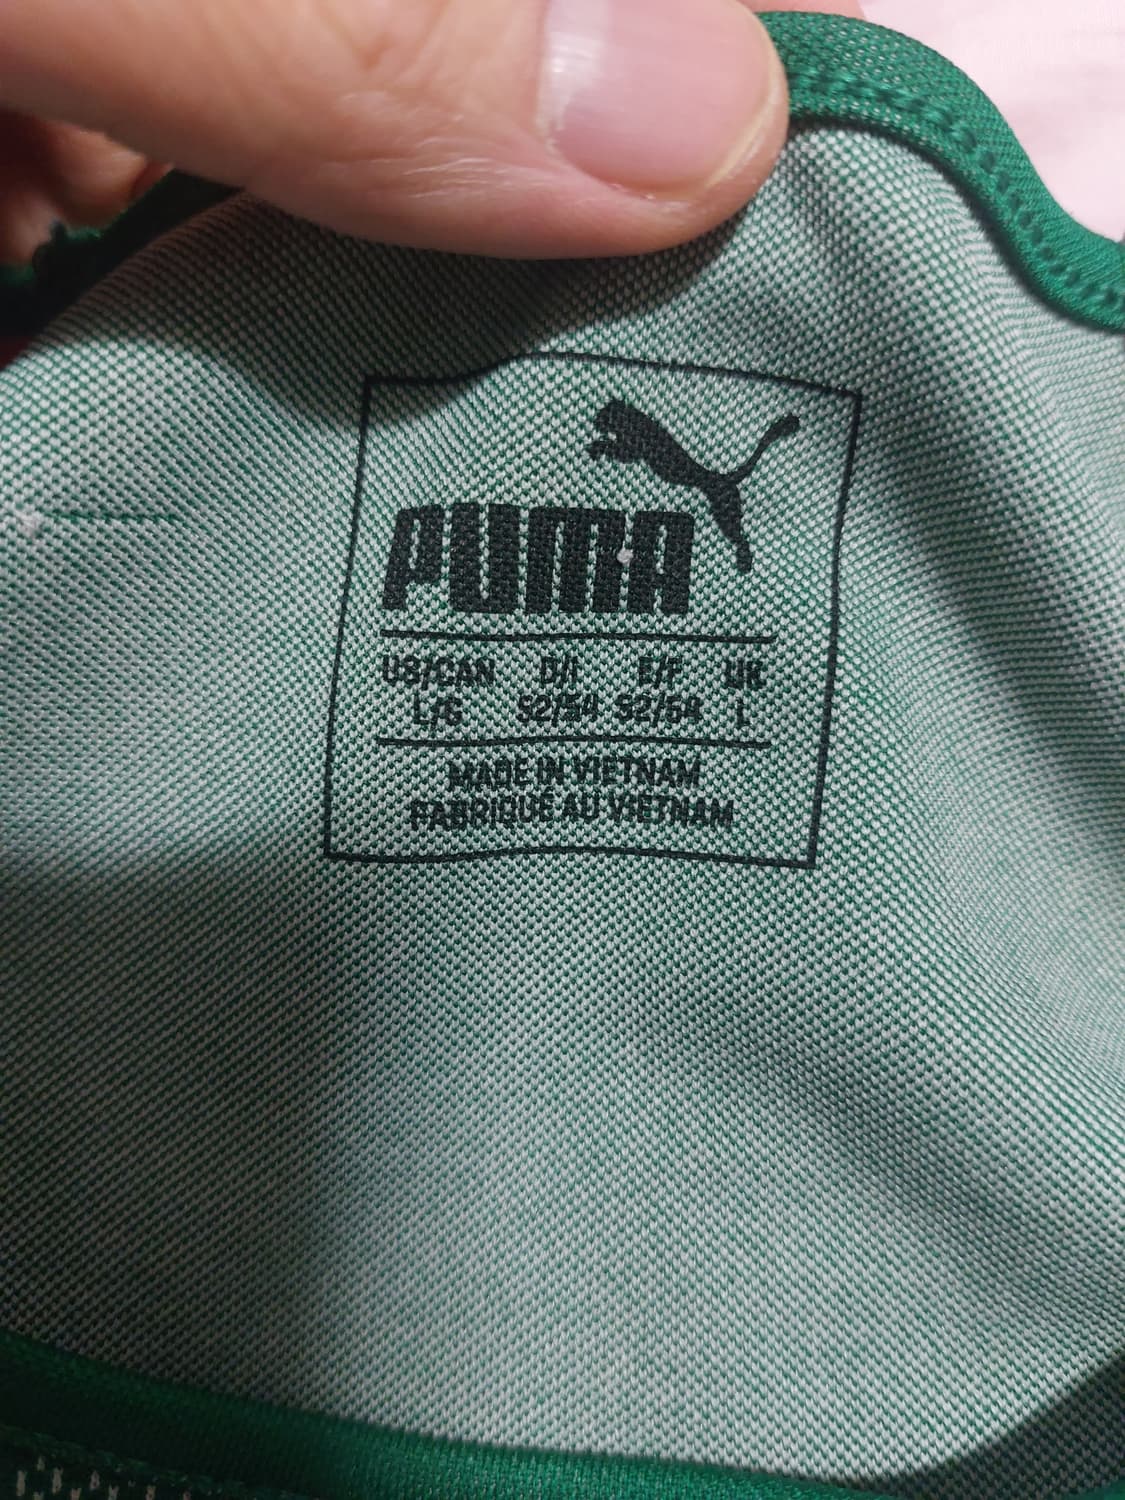 PUMA
US/CAN D/I E/F UK
L/G 52/54 52/54 L
MADE IN VIETNAM
FABRIQUÉ AU VIETNAM